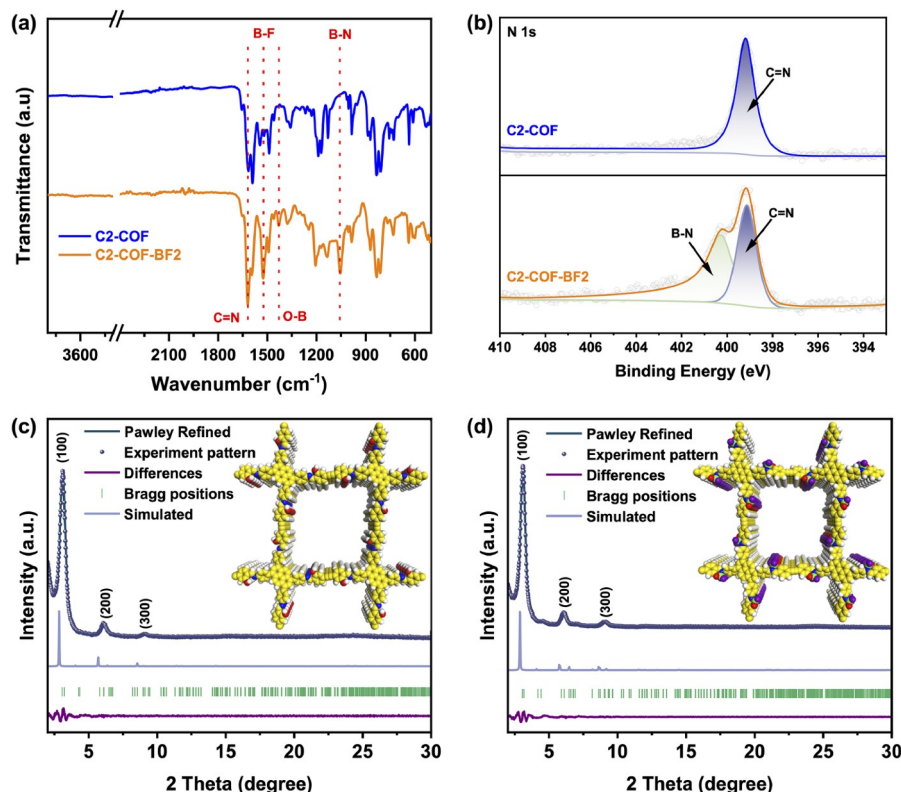 (a)
B-F
B-N
Transmittance (a.u)
C2-COF
C2-COF-BF2
C=N
O-B
3600
2100
1800
1500
1200
900
600
Wavenumber (cm⁻¹)
(b)
N 1s
C=N
C2-COF
B-N
C=N
C2-COF-BF2
410
408
406
404
402
400
398
396
394
Binding Energy (eV)
(c)
Pawley Refined
Experiment pattern
Differences
Bragg positions
Simulated
(100)
(200)
(300)
Intensity (a.u.)
5
10
15
20
25
30
2 Theta (degree)
(d)
Pawley Refined
Experiment pattern
Differences
Bragg positions
Simulated
(100)
(200)
(300)
Intensity (a.u.)
5
10
15
20
25
30
2 Theta (degree)